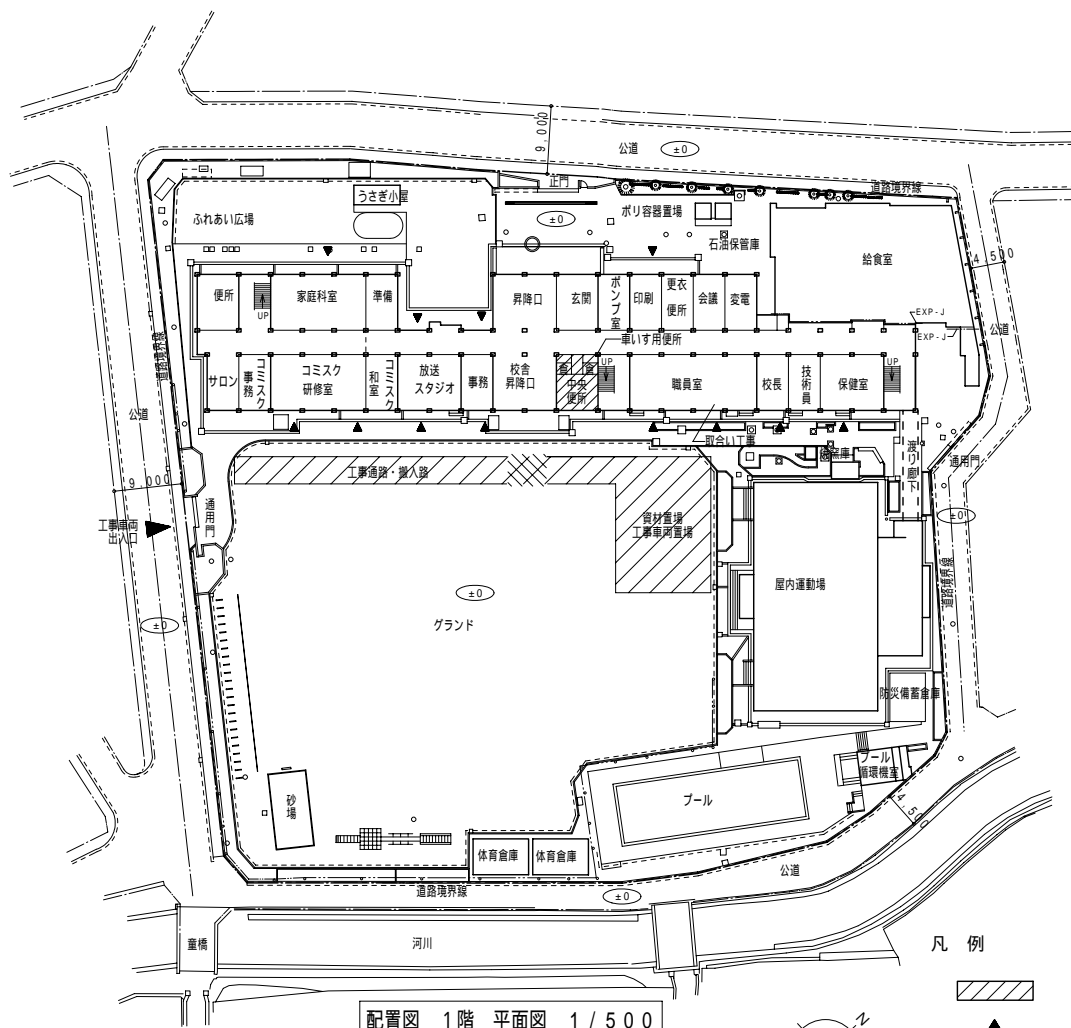 9,000
公道
±0
正門
道路境界線
うさぎ小屋
ふれあい広場
±0
ポリ容器置場
石油保管庫
給食室
4,500
公道
便所
UP
家庭科室
準備
昇降口
玄関
ポンプ室
印刷
更衣
便所
会議
変電
EXP-J
EXP-J
車いす用便所
道路境界線
公道
サロン
コミスク
事務
コミスク
研修室
コミスク
和室
放送
スタジオ
事務
校舎
昇降口
中央
便所
UP
職員室
校長
技術員
保健室
UP
取合い工事
渡り廊下
通用門
9,000
工事通路・搬入路
通用門
工事車両
出入口
資材置場
工事車両置場
±0
屋内運動場
道路境界線
±0
グランド
±0
防災備蓄倉庫
プール
循環機室
砂場
プール
体育倉庫
体育倉庫
公道
道路境界線
±0
童橋
河川
凡 例
配置図 1階 平面図 1/500
N